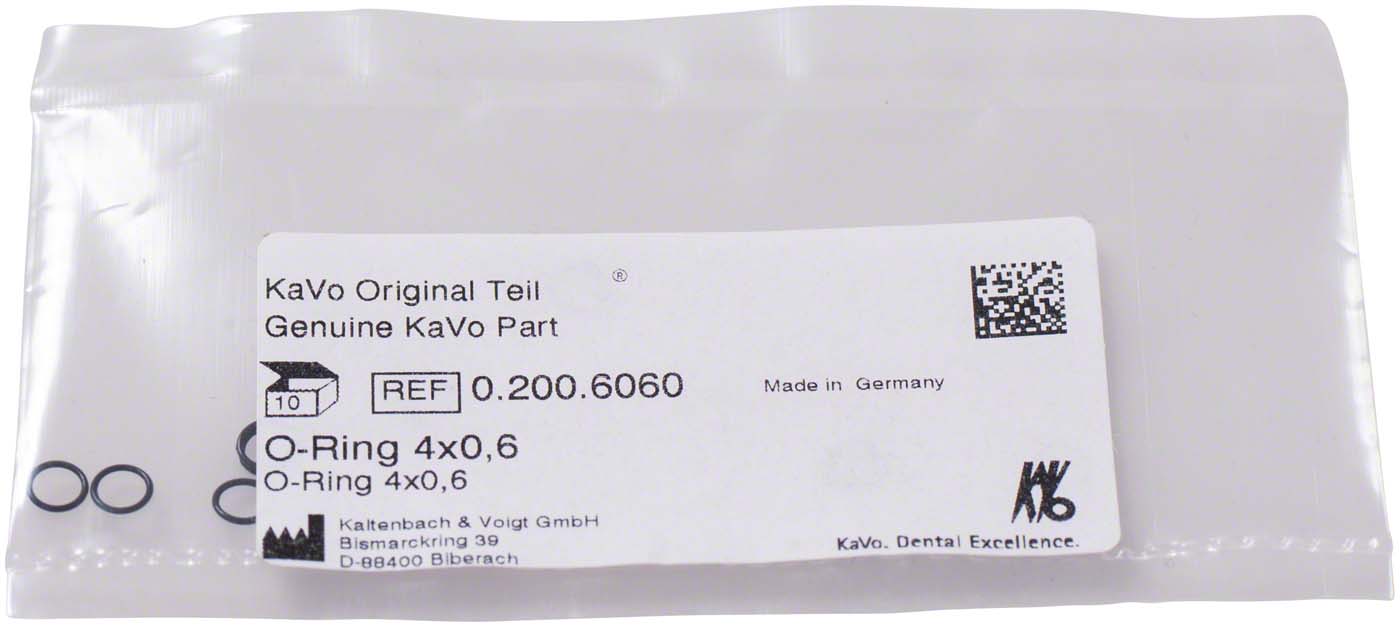 KaVo Original Teil ®
Genuine KaVo Part
10
REF 0.200.6060
Made in Germany
O-Ring 4x0,6
O-Ring 4x0,6
Kaltenbach & Voigt GmbH
Bismarckring 39
D-88400 Biberach
KAVO
KaVo. Dental Excellence.